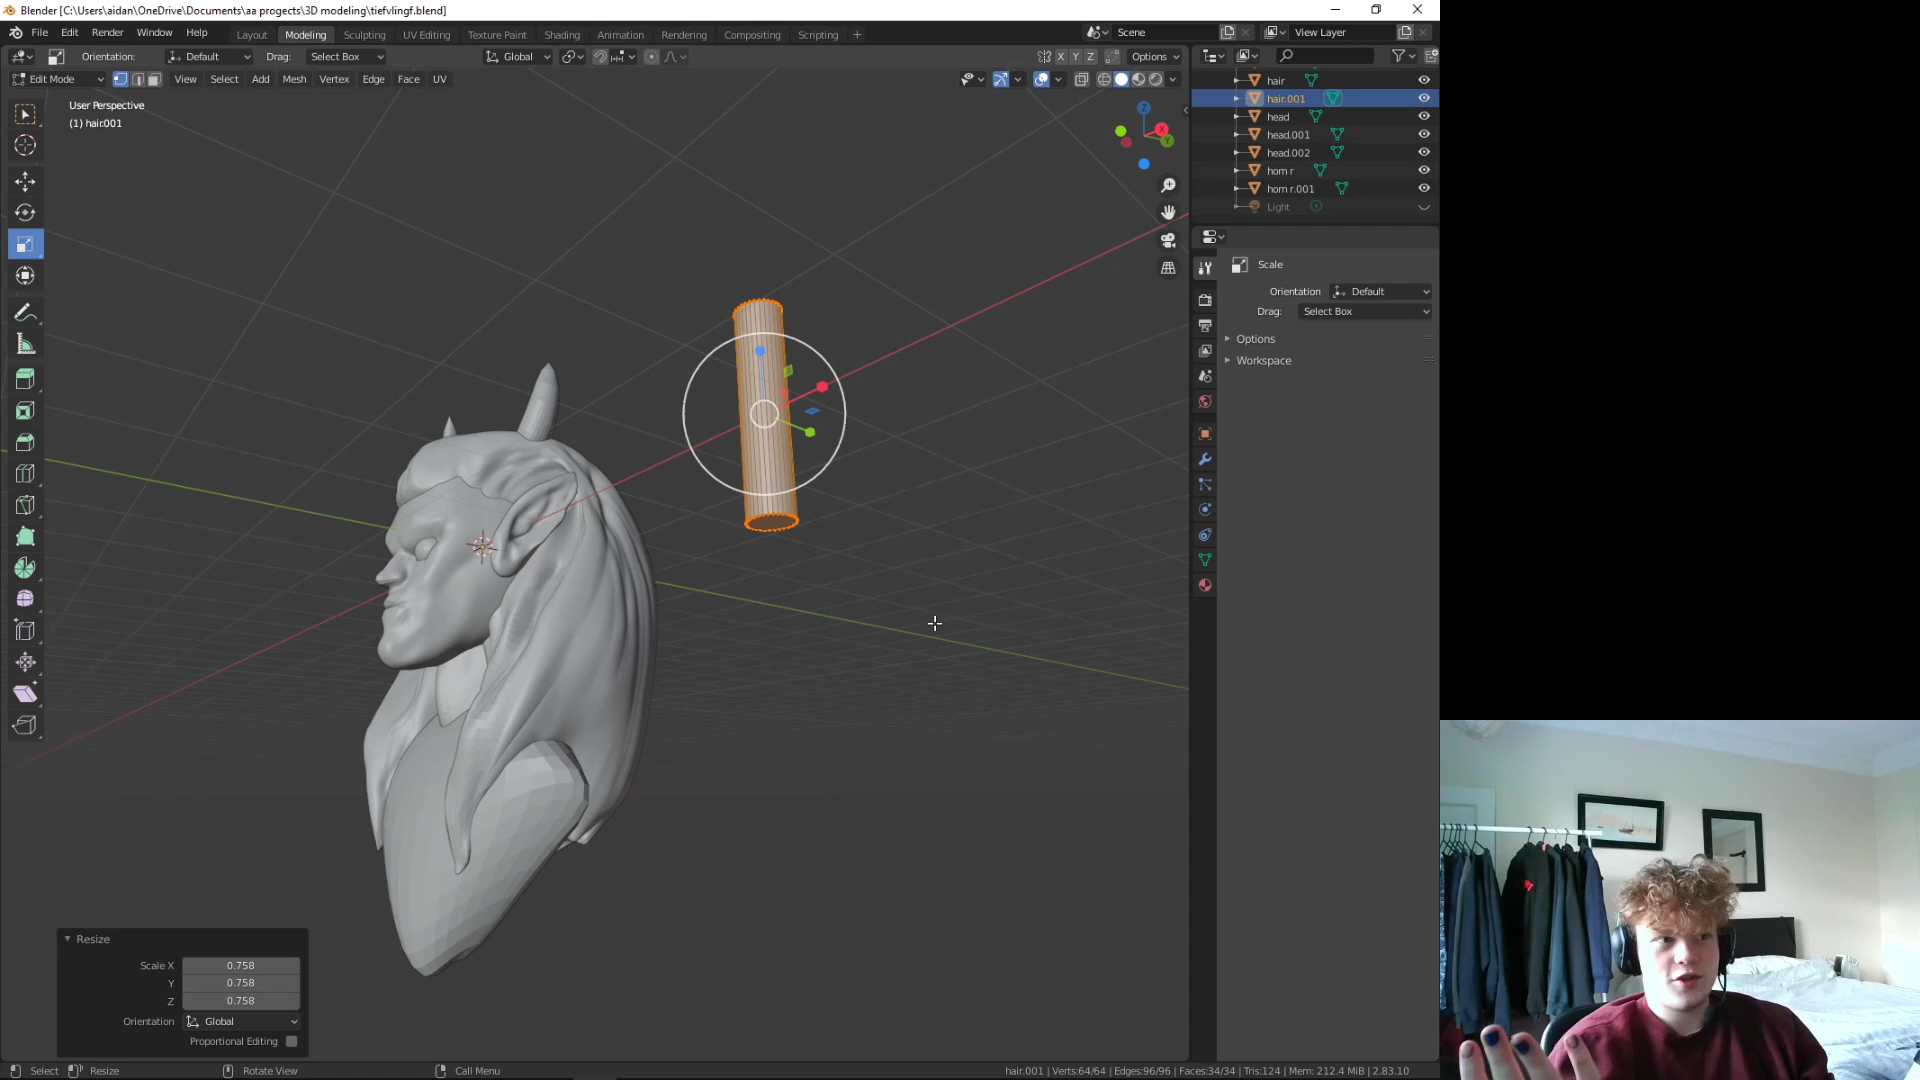 Blender [C:\Users\aidan\OneDrive\Documents\aa progects\3D modeling\tiefvlingf.blend]
File Edit Render Window Help Layout Modeling Sculpting UV Editing Texture Paint Shading Animation Rendering Compositing Scripting + Scene View Layer
Orientation: Default Drag: Select Box Global X Y Z Options
Edit Mode View Select Add Mesh Vertex Edge Face UV
User Perspective
(1) hair.001
Z
X
Y
hair
hair.001
head
head.001
head.002
horn r
horn r.001
Light
Scale
Orientation Default
Drag: Select Box
Options
Workspace
Resize
Scale X 0.758
Y 0.758
Z 0.758
Orientation Global
Proportional Editing
Select Resize Rotate View Call Menu hair.001 | Verts:64/64 | Edges:96/96 | Faces:34/34 | Tris:124 | Mem: 212.4 MiB | 2.83.10